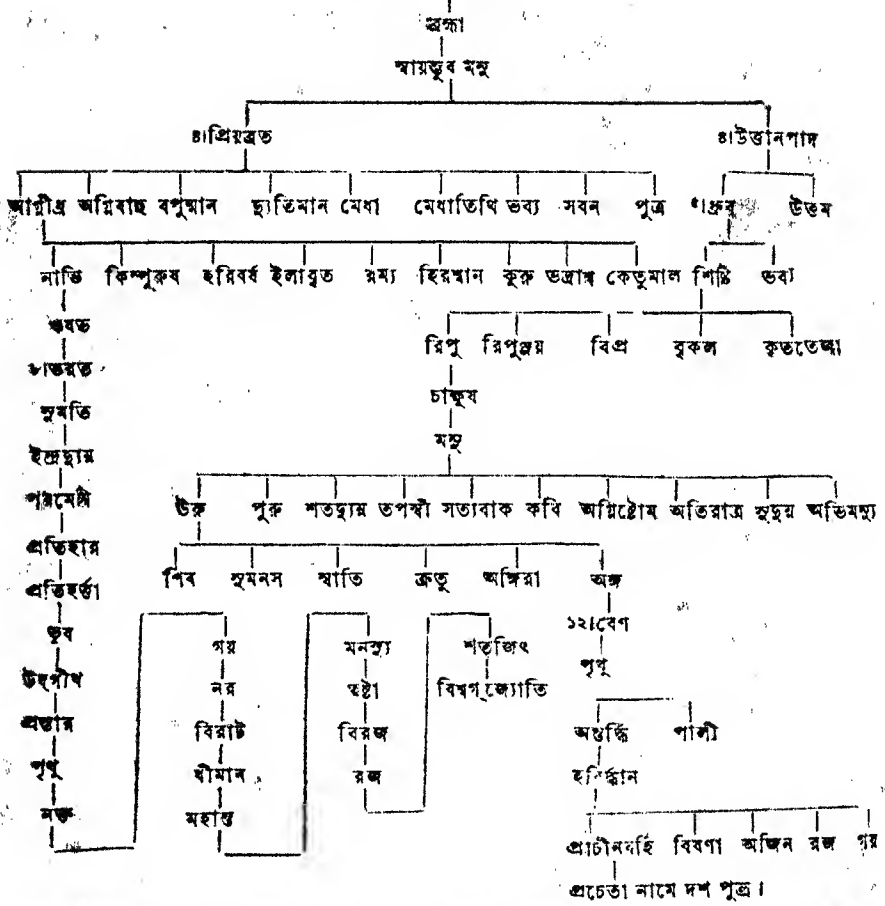 ব্রহ্মা
স্বায়ম্ভুব মনু
৪।প্রিয়ব্রত ৪।উত্তানপাদ
আগ্নীধ্র অগ্নিবাহু বপুষ্মান দ্যুতিমান মেধা মেধাতিথি ভব্য সবন পুত্র ৫।ধ্রুব উত্তম
নাভি কিম্পুরুষ হরিবর্ষ ইলাবৃত রম্য হিরণ্বান কুরু ভদ্রাশ্ব কেতুমাল শিষ্টি ভব্য
ঋষভ রিপু রিপুঞ্জয় বিপ্র বৃকল বৃকতেজা
৮।ভরত চাক্ষুষ
সুমতি মনু
ইন্দ্রদ্যুম্ন
পরমেষ্ঠি উরু পুরু শতদ্যুম্ন তপস্বী সত্যবাক কবি অগ্নিষ্টোম অতিরাত্র সুদ্যুম্ন অভিমন্যু
প্রতিহার
প্রতিহর্ত্তা শিব সুমনস স্বাতি ক্রতু অঙ্গিরা অঙ্গ
ভুব গয় মনস্যু শতজিৎ ১২।বেণ
উদ্গীথ নর ত্বষ্টা বিশ্বগ্‌জ্যোতি পৃথু
প্রস্তার বিরাট বিরজ অন্তর্দ্ধি পালী
পৃথু ধীমান রজ হবির্দ্ধান
নক্ত মহান্ত
প্রাচীনবর্হি ধিষণা অজিন রজ গয়
প্রচেতা নামে দশ পুত্র।